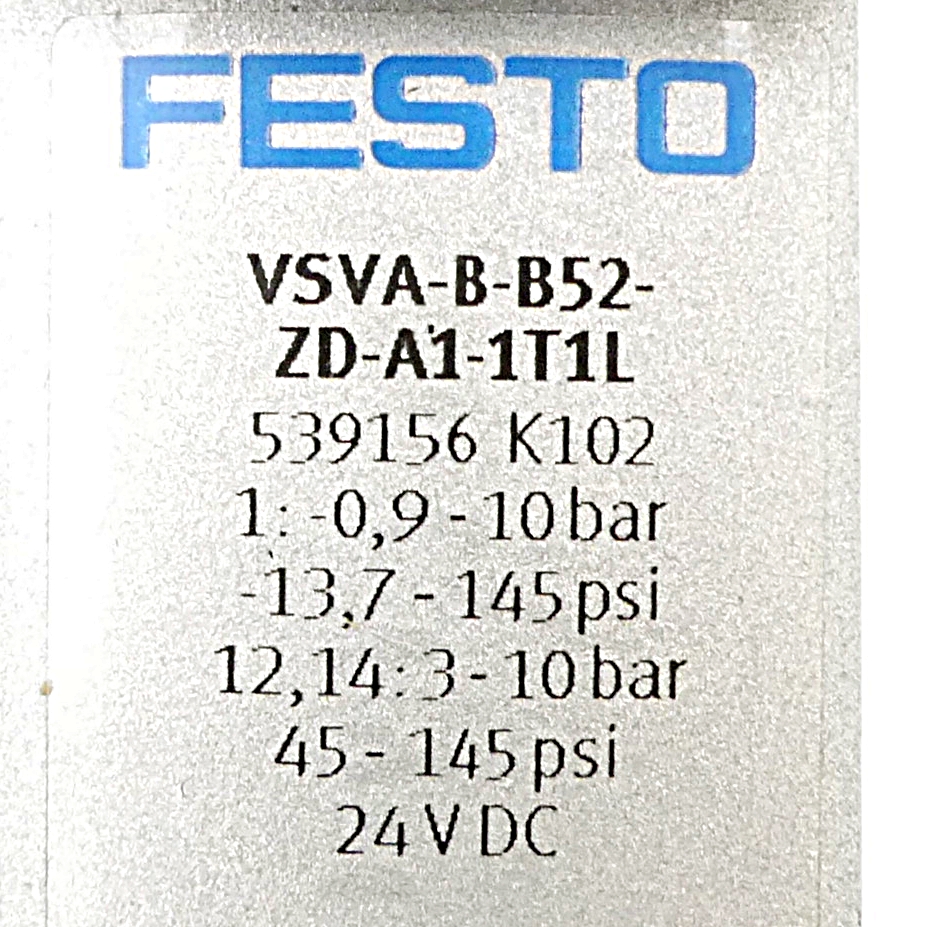 FESTO
VSVA-B-B52-
ZD-A1-1T1L
539156 K102
1: -0,9 - 10 bar
-13,7 - 145 psi
12,14: 3 - 10 bar
45 - 145 psi
24 V DC